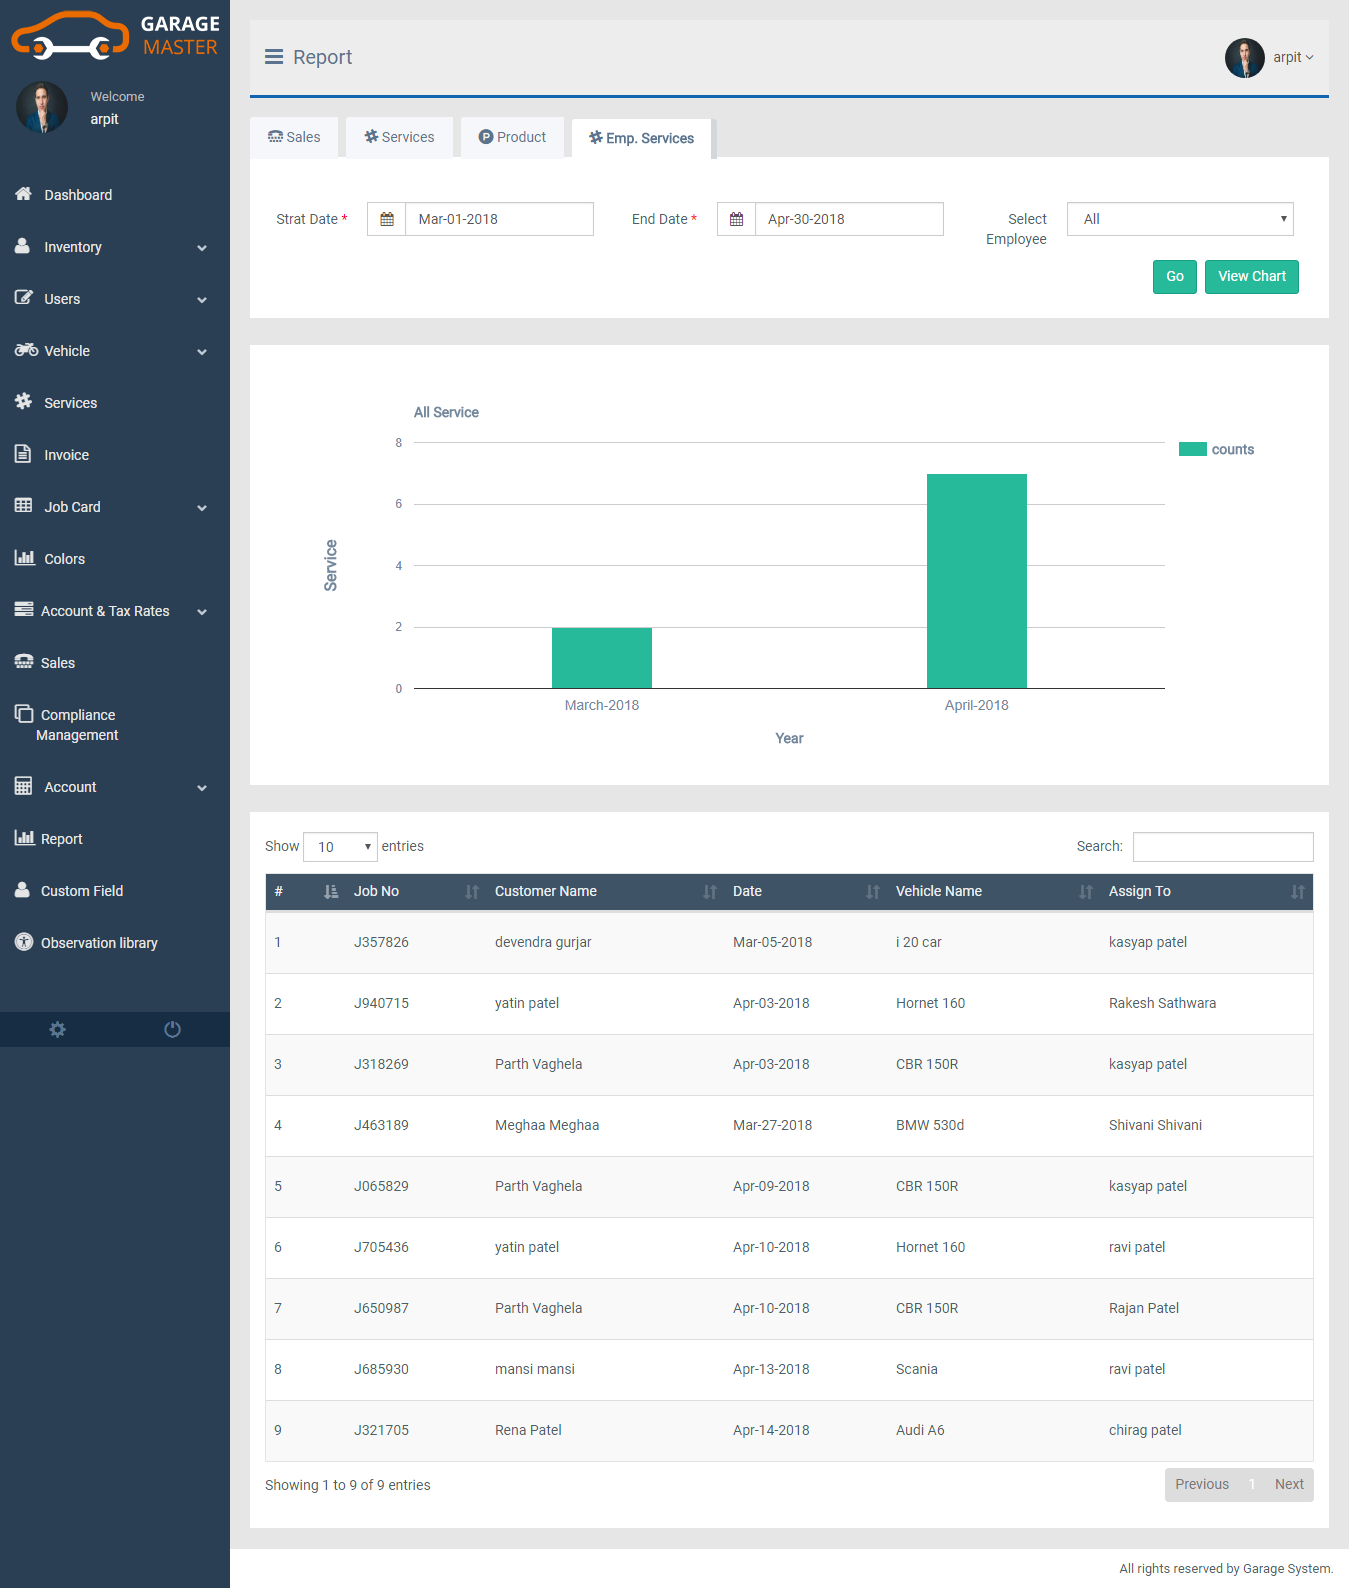 GARAGE
MASTER
Welcome
arpit
Dashboard
Inventory
Users
Vehicle
Services
Invoice
Job Card
Colors
Account & Tax Rates
Sales
Compliance
Management
Account
Report
Custom Field
Observation library
Report
arpit
Sales Services Product Emp. Services
Strat Date * Mar-01-2018 End Date * Apr-30-2018 Select All
Employee
Go View Chart
All Service
8
counts
6
4
2
0
Service
March-2018 April-2018
Year
Show 10 entries Search:
# Job No Customer Name Date Vehicle Name Assign To
1 J357826 devendra gurjar Mar-05-2018 i 20 car kasyap patel
2 J940715 yatin patel Apr-03-2018 Hornet 160 Rakesh Sathwara
3 J318269 Parth Vaghela Apr-03-2018 CBR 150R kasyap patel
4 J463189 Meghaa Meghaa Mar-27-2018 BMW 530d Shivani Shivani
5 J065829 Parth Vaghela Apr-09-2018 CBR 150R kasyap patel
6 J705436 yatin patel Apr-10-2018 Hornet 160 ravi patel
7 J650987 Parth Vaghela Apr-10-2018 CBR 150R Rajan Patel
8 J685930 mansi mansi Apr-13-2018 Scania ravi patel
9 J321705 Rena Patel Apr-14-2018 Audi A6 chirag patel
Showing 1 to 9 of 9 entries Previous 1 Next
All rights reserved by Garage System.